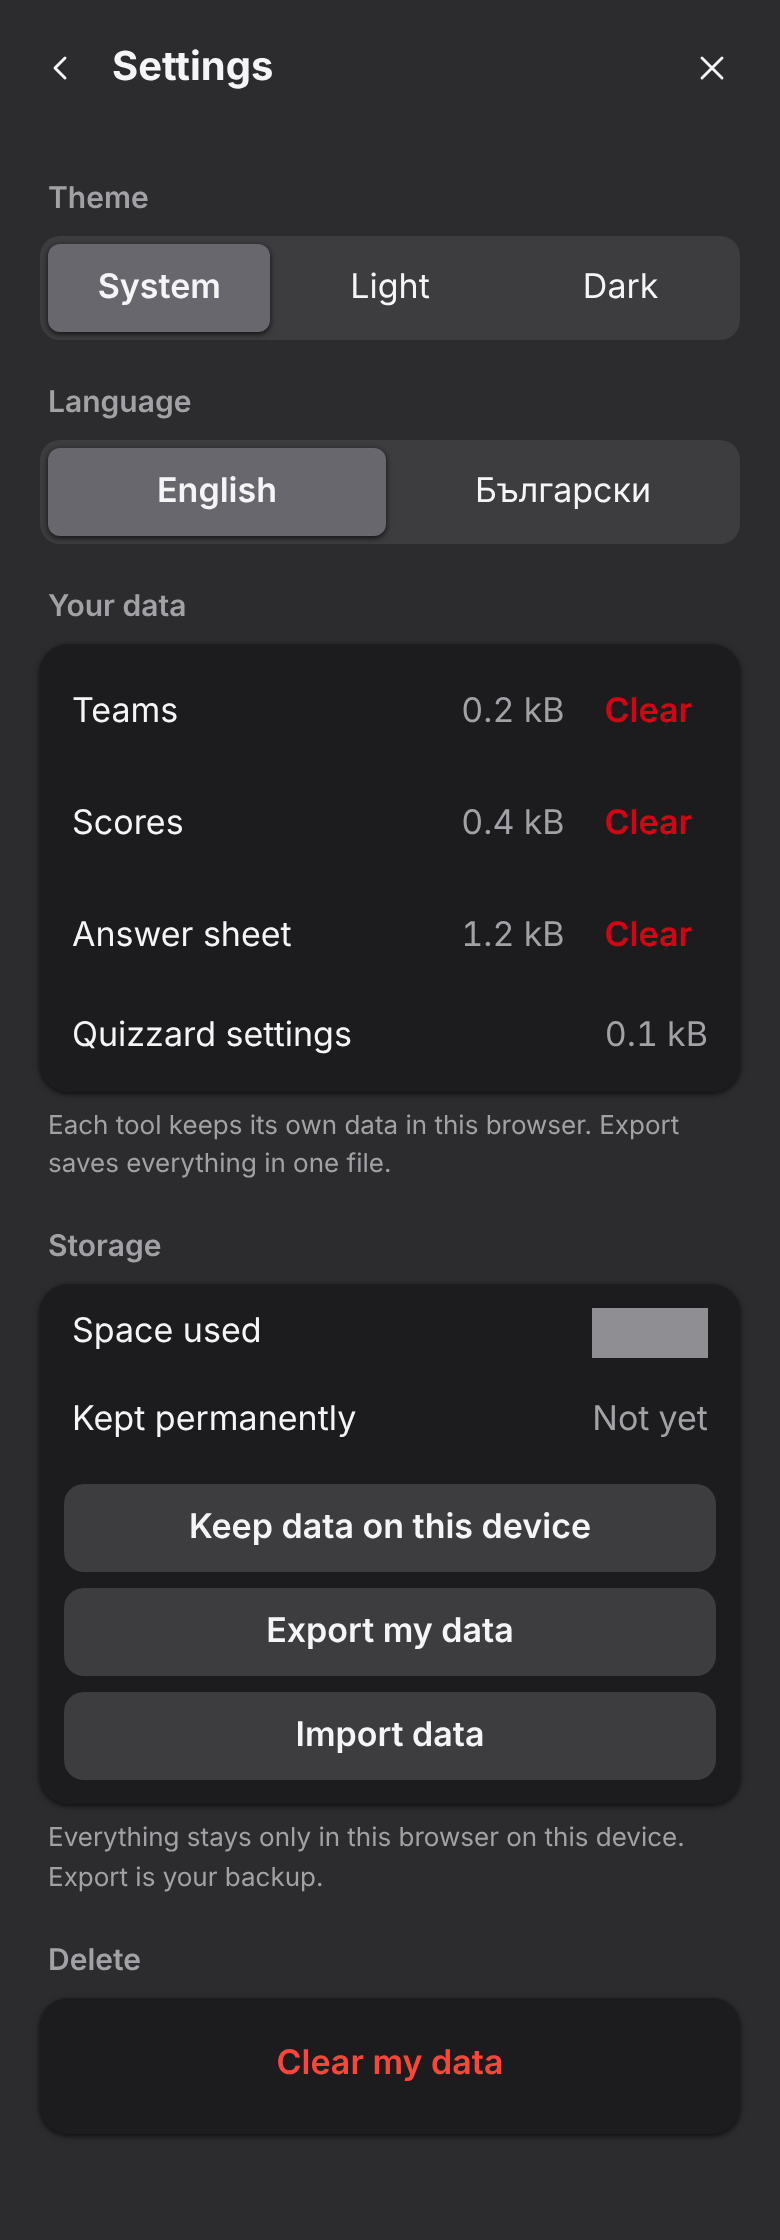 Settings
Theme
System Light Dark
Language
English Български
Your data
Teams 0.2 kB Clear
Scores 0.4 kB Clear
Answer sheet 1.2 kB Clear
Quizzard settings 0.1 kB
Each tool keeps its own data in this browser. Export
saves everything in one file.
Storage
Space used
Kept permanently Not yet
Keep data on this device
Export my data
Import data
Everything stays only in this browser on this device.
Export is your backup.
Delete
Clear my data